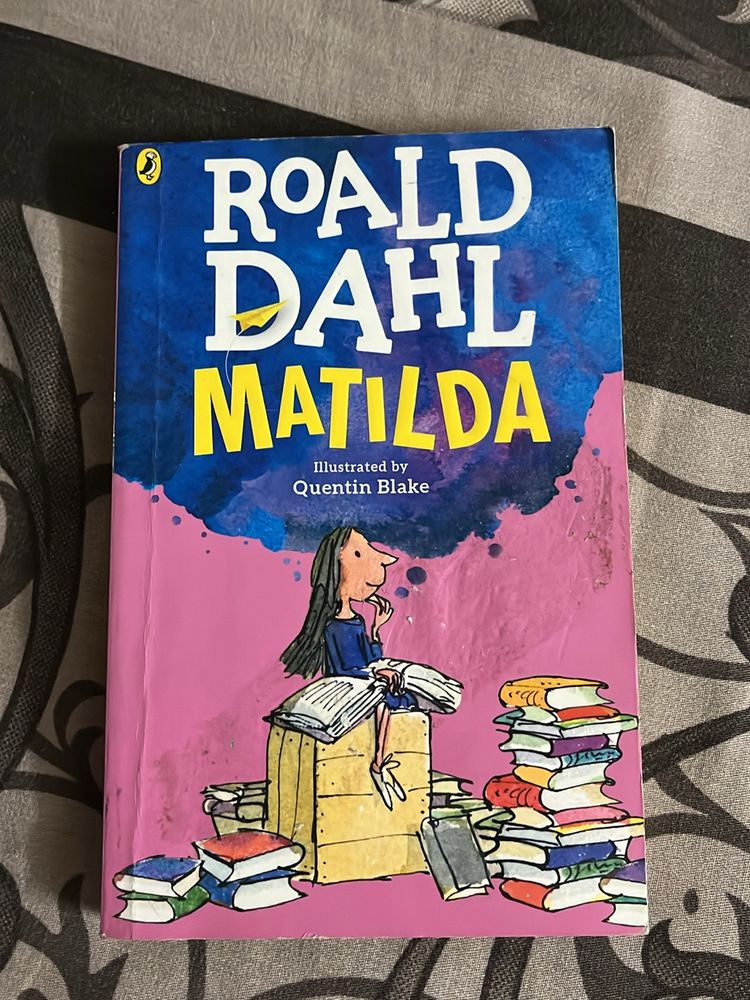 ROALD
DAHL
MATILDA
Illustrated by
Quentin Blake